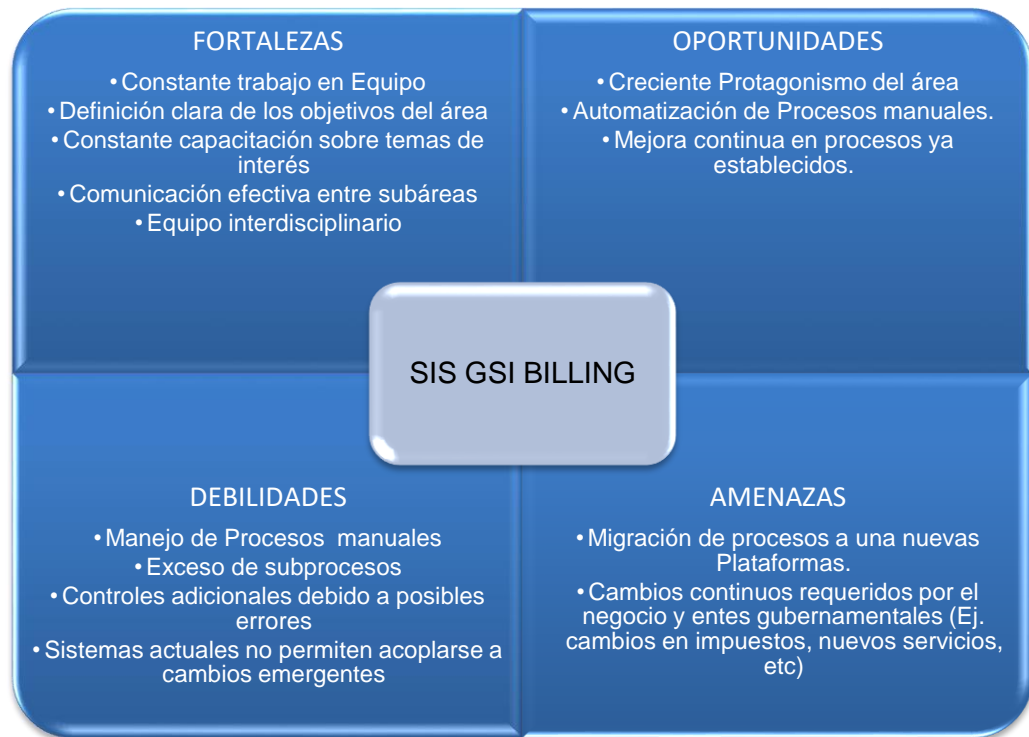 FORTALEZAS
• Constante trabajo en Equipo
• Definición clara de los objetivos del área
• Constante capacitación sobre temas de
interés
• Comunicación efectiva entre subáreas
• Equipo interdisciplinario
OPORTUNIDADES
• Creciente Protagonismo del área
• Automatización de Procesos manuales.
• Mejora continua en procesos ya
establecidos.
SIS GSI BILLING
DEBILIDADES
• Manejo de Procesos manuales
• Exceso de subprocesos
• Controles adicionales debido a posibles
errores
• Sistemas actuales no permiten acoplarse a
cambios emergentes
AMENAZAS
• Migración de procesos a una nuevas
Plataformas.
• Cambios continuos requeridos por el
negocio y entes gubernamentales (Ej.
cambios en impuestos, nuevos servicios,
etc)